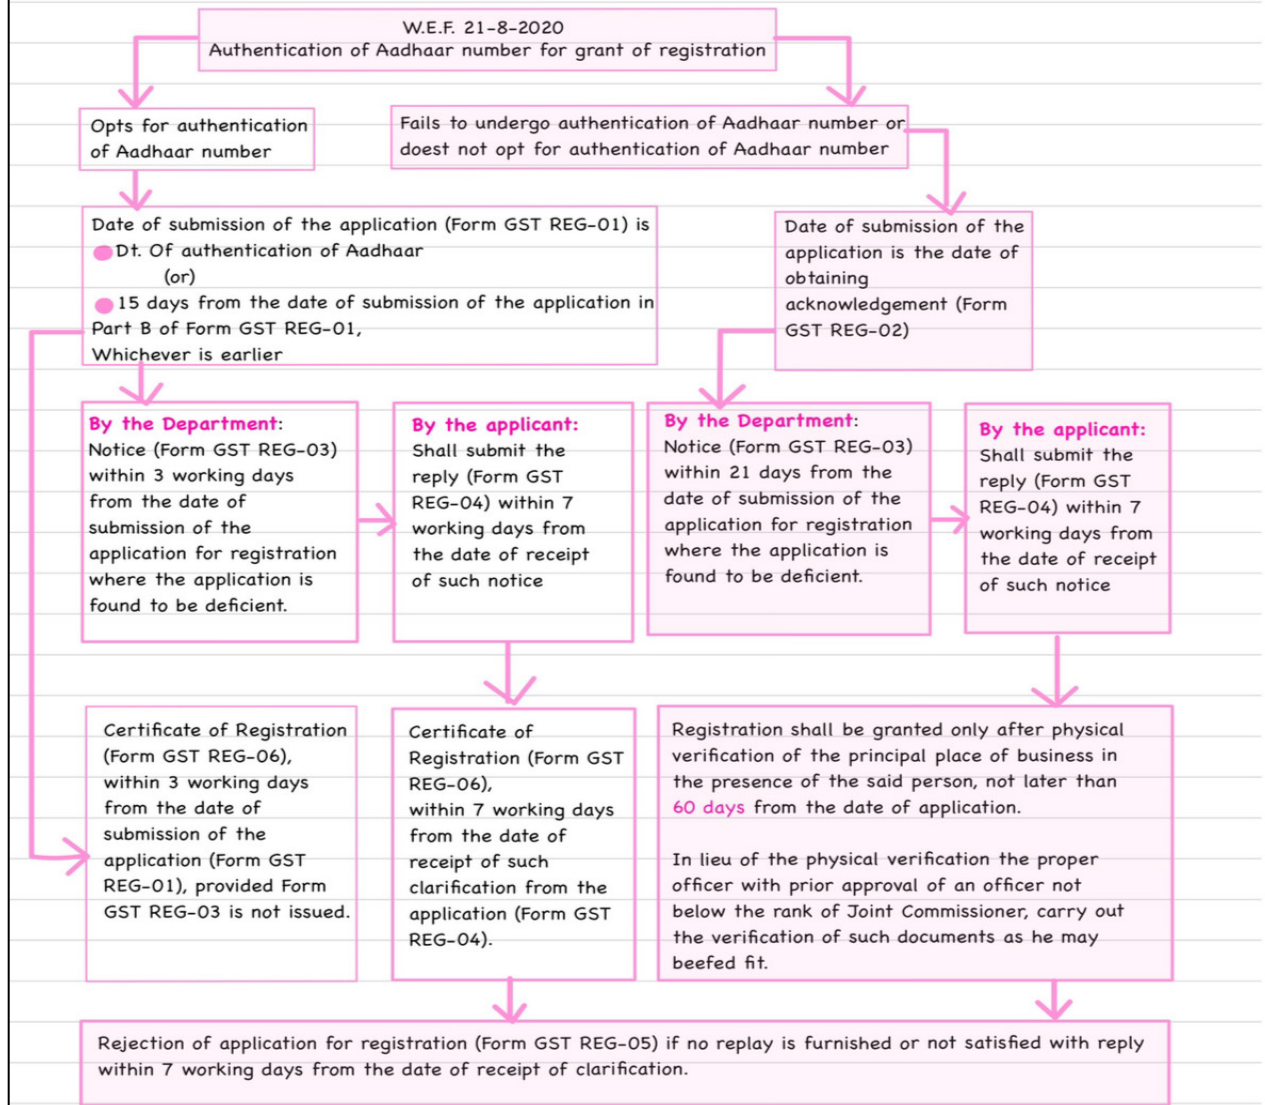 W.E.F. 21-8-2020
Authentication of Aadhaar number for grant of registration
Opts for authentication
of Aadhaar number
Fails to undergo authentication of Aadhaar number or
doest not opt for authentication of Aadhaar number
Date of submission of the application (Form GST REG-01) is
Dt. Of authentication of Aadhaar
(or)
15 days from the date of submission of the application in
Part B of Form GST REG-01,
Whichever is earlier
Date of submission of the
application is the date of
obtaining
acknowledgement (Form
GST REG-02)
By the Department:
Notice (Form GST REG-03)
within 3 working days
from the date of
submission of the
application for registration
where the application is
found to be deficient.
By the applicant:
Shall submit the
reply (Form GST
REG-04) within 7
working days from
the date of receipt
of such notice
By the Department:
Notice (Form GST REG-03)
within 21 days from the
date of submission of the
application for registration
where the application is
found to be deficient.
By the applicant:
Shall submit the
reply (Form GST
REG-04) within 7
working days from
the date of receipt
of such notice
Certificate of Registration
(Form GST REG-06),
within 3 working days
from the date of
submission of the
application (Form GST
REG-01), provided Form
GST REG-03 is not issued.
Certificate of
Registration (Form GST
REG-06),
within 7 working days
from the date of
receipt of such
clarification from the
application (Form GST
REG-04).
Registration shall be granted only after physical
verification of the principal place of business in
the presence of the said person, not later than
60 days from the date of application.
In lieu of the physical verification the proper
officer with prior approval of an officer not
below the rank of Joint Commissioner, carry out
the verification of such documents as he may
beefed fit.
Rejection of application for registration (Form GST REG-05) if no replay is furnished or not satisfied with reply
within 7 working days from the date of receipt of clarification.